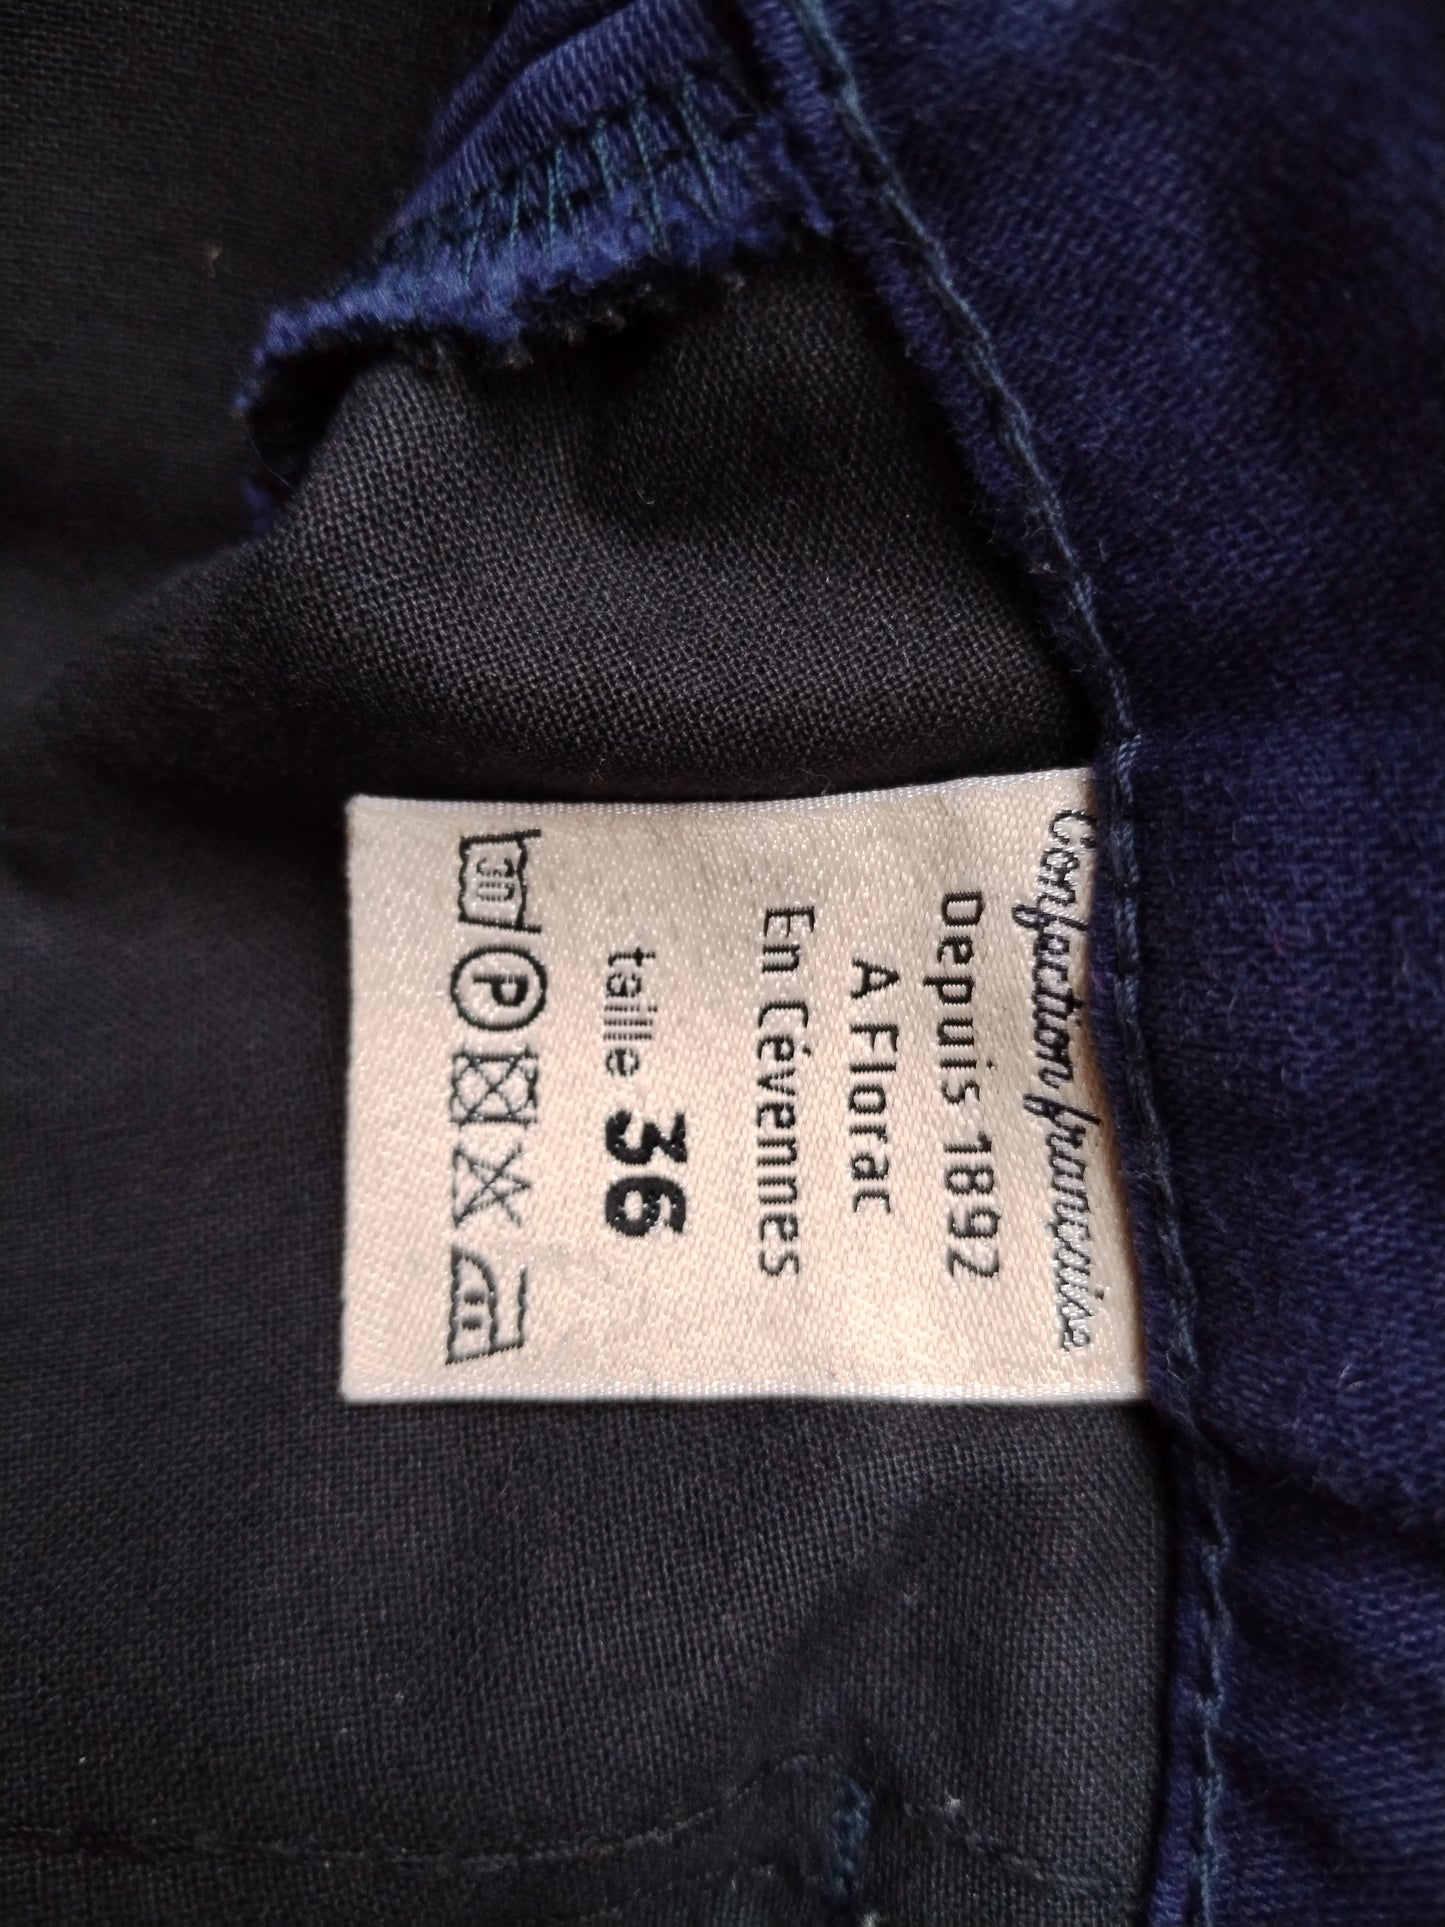 Confection française
Depuis 1892
A Florac
En Cévennes
taille 36
30 P